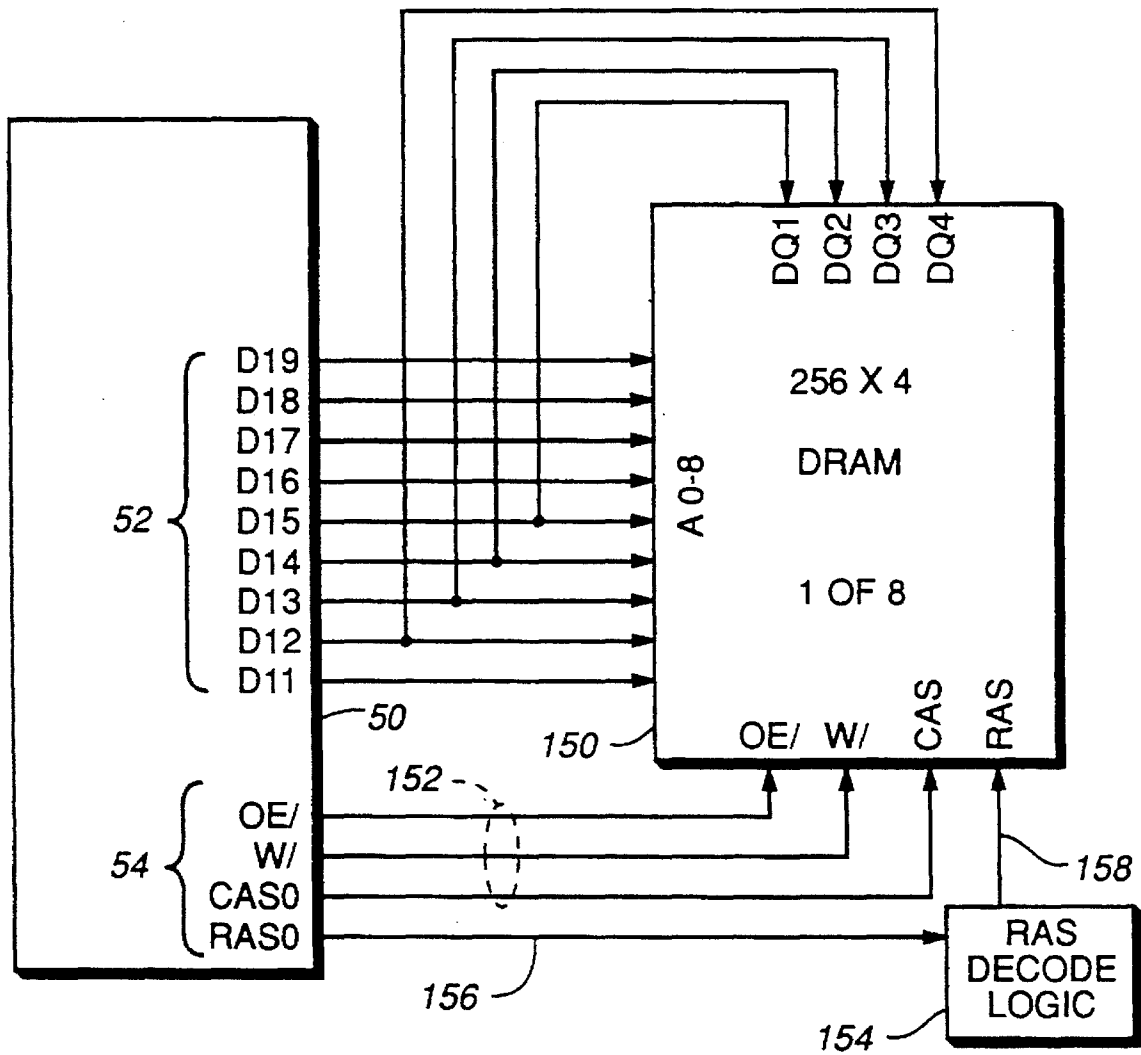 DQ1
DQ2
DQ3
DQ4
D19
D18
D17
D16
D15
D14
D13
D12
D11
52
A 0-8
256 X 4
DRAM
1 OF 8
50
150
OE/
W/
CAS
RAS
152
54
OE/
W/
CAS0
RAS0
158
156
RAS
DECODE
LOGIC
154